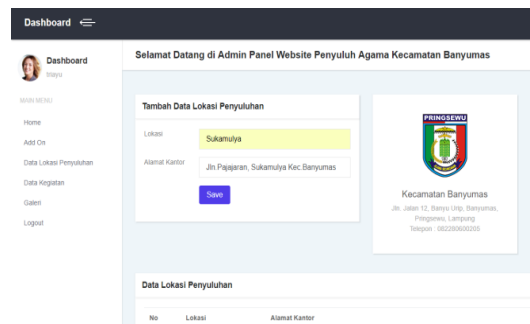 Dashboard
Selamat Datang di Admin Panel Website Penyuluh Agama Kecamatan Banyumas
Dashboard
trayu
MAIN MENU
Home
Add On
Data Lokasi Penyuluhan
Data Kegiatan
Galeri
Logout
Tambah Data Lokasi Penyuluhan
Lokasi
Sukamulya
Alamat Kantor
Jln Pajajaran, Sukamulya Kec.Banyumas
Save
PRINGSEWU
Kecamatan Banyumas
Jln. Jalan 12, Banyu Urip, Banyumas,
Pringsewu, Lampung
Telepon : 082280600205
Data Lokasi Penyuluhan
No Lokasi Alamat Kantor